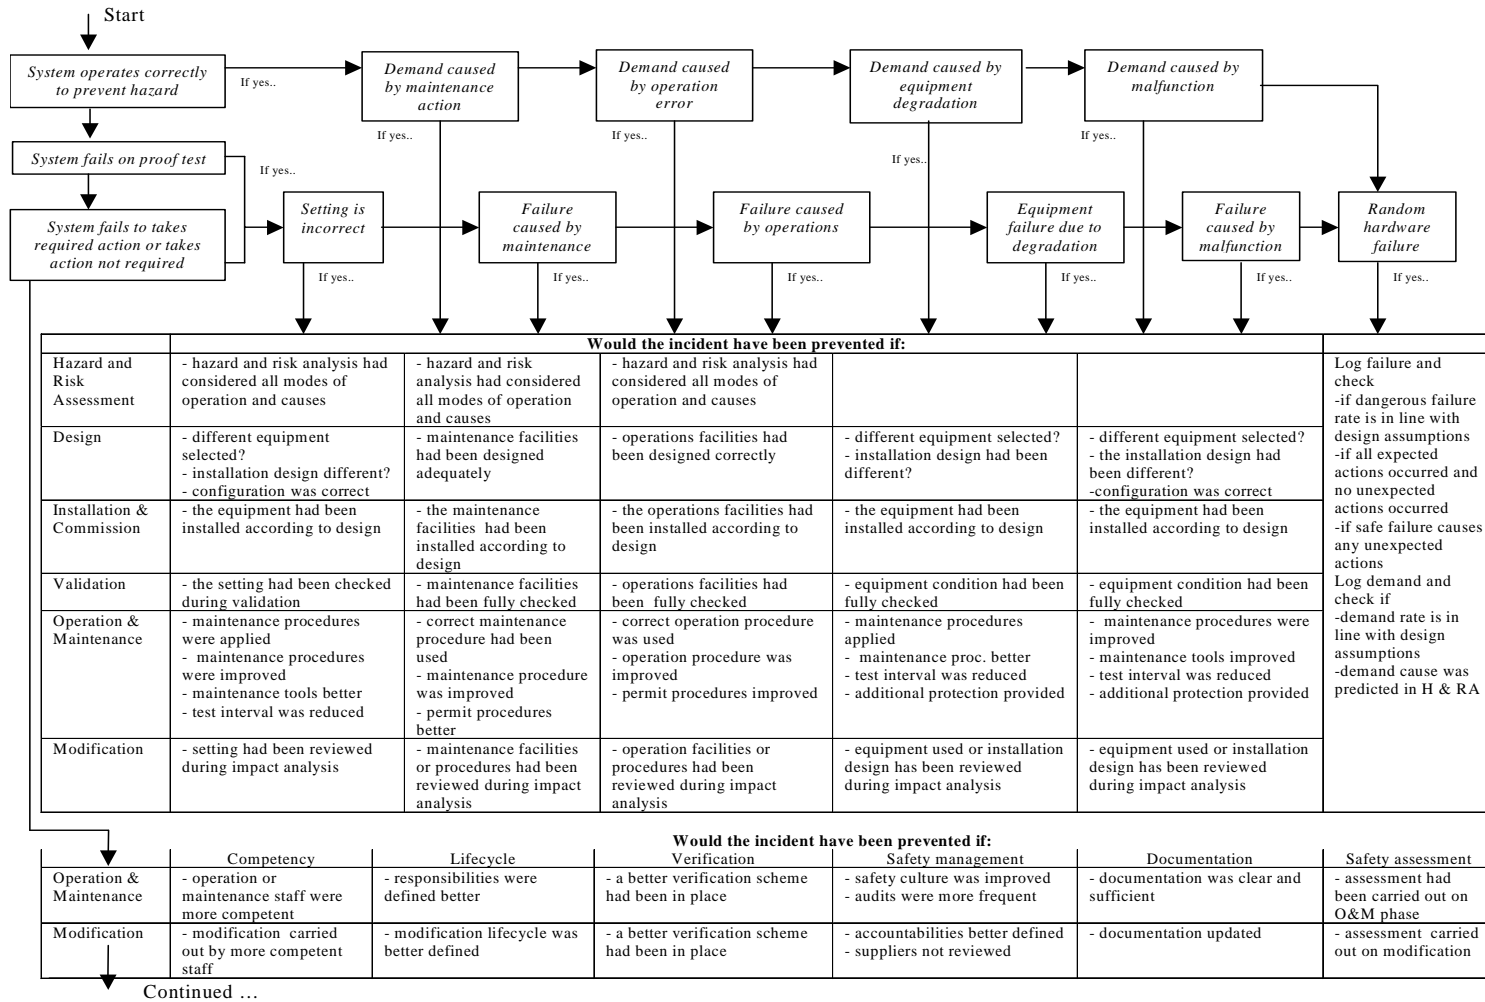 Start
System operates correctly
to prevent hazard
If yes..
Demand caused
by maintenance
action
If yes..
Demand caused
by operation
error
If yes..
Demand caused by
equipment
degradation
If yes..
Demand caused by
malfunction
If yes..
System fails on proof test
If yes..
System fails to takes
required action or takes
action not required
Setting is
incorrect
If yes..
Failure
caused by
maintenance
If yes..
Failure caused
by operations
If yes..
Equipment
failure due to
degradation
If yes..
Failure
caused by
malfunction
If yes..
Random
hardware
failure
If yes..
Would the incident have been prevented if:
Hazard and
Risk
Assessment
- hazard and risk analysis had
considered all modes of
operation and causes
- hazard and risk
analysis had considered
all modes of operation
and causes
- hazard and risk analysis had
considered all modes of
operation and causes
Log failure and
check
-if dangerous failure
rate is in line with
design assumptions
-if all expected
actions occurred and
no unexpected
actions occurred
-if safe failure causes
any unexpected
actions
Log demand and
check if
-demand rate is in
line with design
assumptions
-demand cause was
predicted in H & RA
Design
- different equipment
selected?
- installation design different?
- configuration was correct
- maintenance facilities
had been designed
adequately
- operations facilities had
been designed correctly
- different equipment selected?
- installation design had been
different?
- different equipment selected?
- the installation design had
been different?
-configuration was correct
Installation &
Commission
- the equipment had been
installed according to design
- the maintenance
facilities had been
installed according to
design
- the operations facilities had
been installed according to
design
- the equipment had been
installed according to design
- the equipment had been
installed according to design
Validation
- the setting had been checked
during validation
- maintenance facilities
had been fully checked
- operations facilities had
been fully checked
- equipment condition had been
fully checked
- equipment condition had been
fully checked
Operation &
Maintenance
- maintenance procedures
were applied
- maintenance procedures
were improved
- maintenance tools better
- test interval was reduced
- correct maintenance
procedure had been
used
- maintenance procedure
was improved
- permit procedures
better
- correct operation procedure
was used
- operation procedure was
improved
- permit procedures improved
- maintenance procedures
applied
- maintenance proc. better
- test interval was reduced
- additional protection provided
- maintenance procedures were
improved
- maintenance tools improved
- test interval was reduced
- additional protection provided
Modification
- setting had been reviewed
during impact analysis
- maintenance facilities
or procedures had been
reviewed during impact
analysis
- operation facilities or
procedures had been
reviewed during impact
analysis
- equipment used or installation
design has been reviewed
during impact analysis
- equipment used or installation
design has been reviewed
during impact analysis
Would the incident have been prevented if:
Competency
Lifecycle
Verification
Safety management
Documentation
Safety assessment
Operation &
Maintenance
- operation or
maintenance staff were
more competent
- responsibilities were
defined better
- a better verification scheme
had been in place
- safety culture was improved
- audits were more frequent
- documentation was clear and
sufficient
- assessment had
been carried out on
O&M phase
Modification
- modification carried
out by more competent
staff
- modification lifecycle was
better defined
- a better verification scheme
had been in place
- accountabilities better defined
- suppliers not reviewed
- documentation updated
- assessment carried
out on modification
Continued …